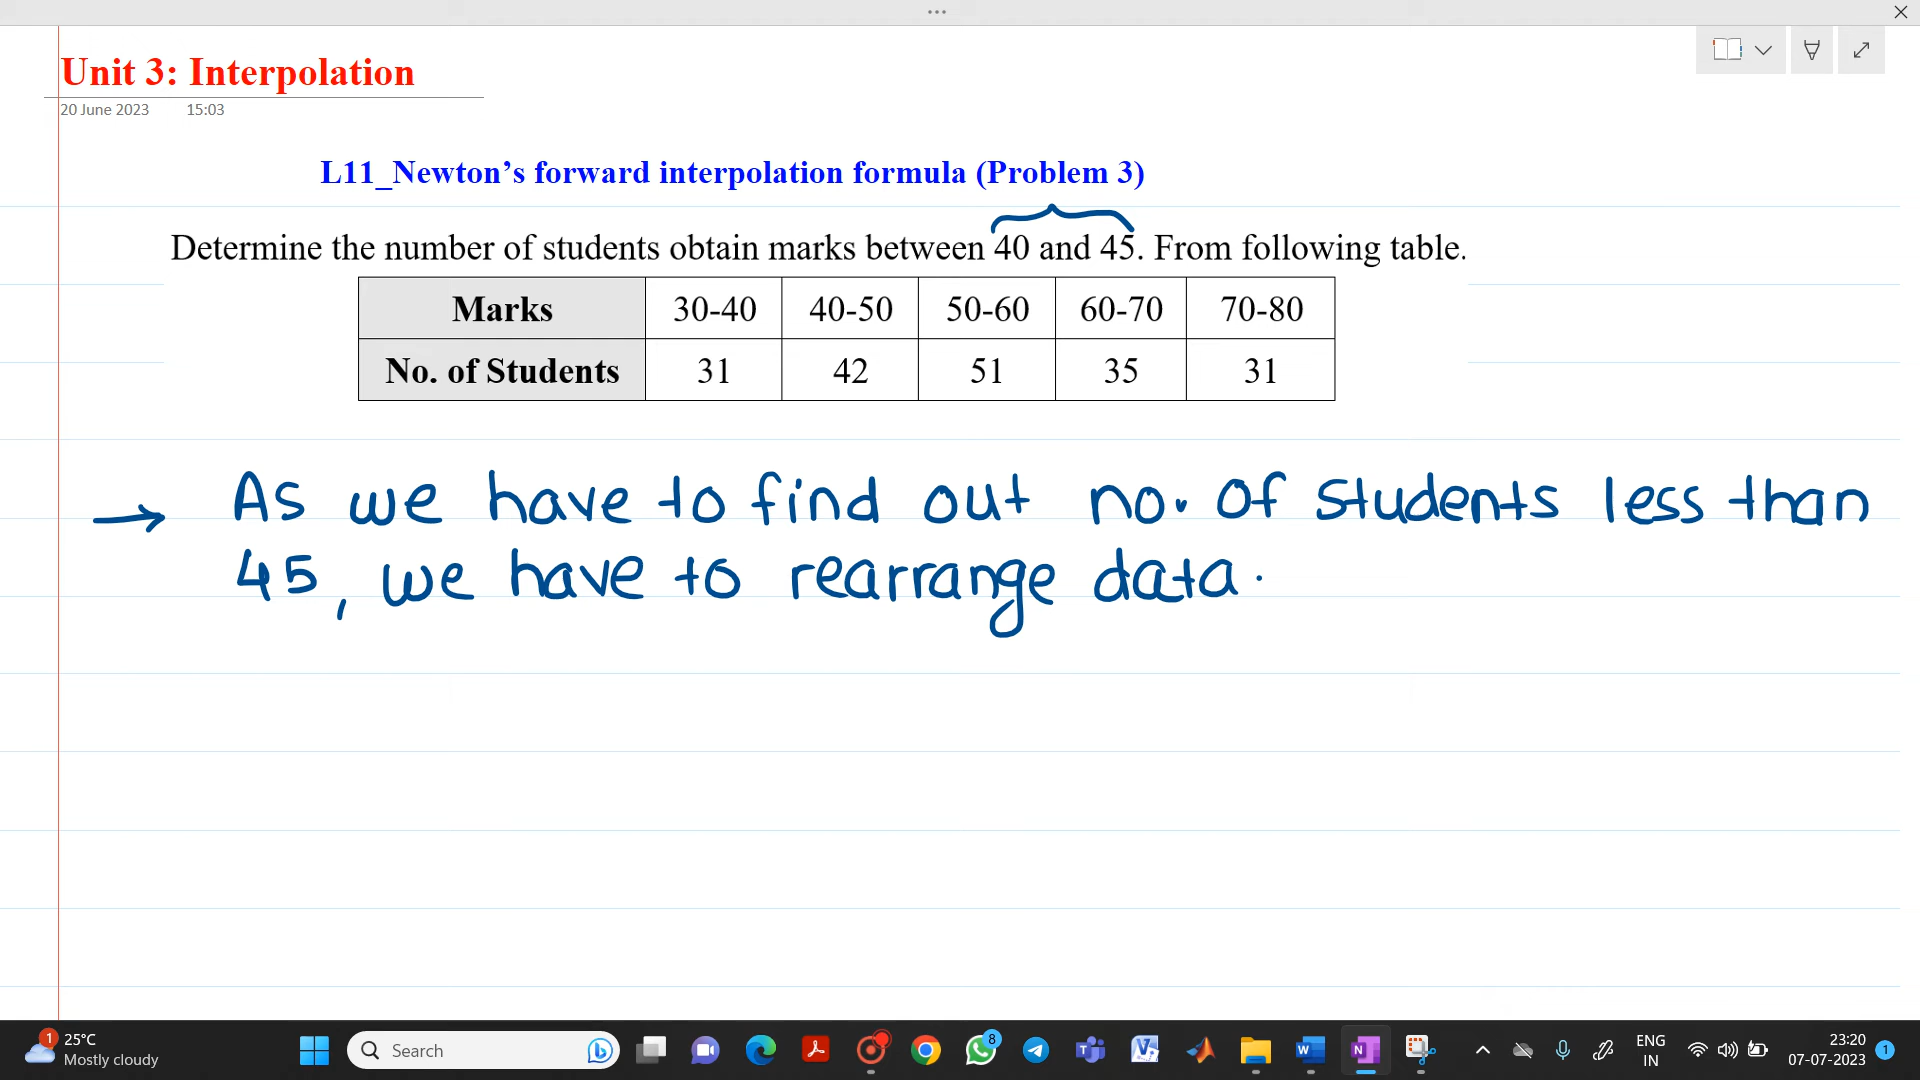 Unit 3: Interpolation
20 June 2023 15:03
L11_Newton’s forward interpolation formula (Problem 3)
Determine the number of students obtain marks between 40 and 45. From following table.
Marks 30-40 40-50 50-60 60-70 70-80
No. of Students 31 42 51 35 31
As we have to find out no. of students less than
45, we have to rearrange data.
1 25°C
Mostly cloudy
Search
8
ENG
IN
23:20
07-07-2023
1